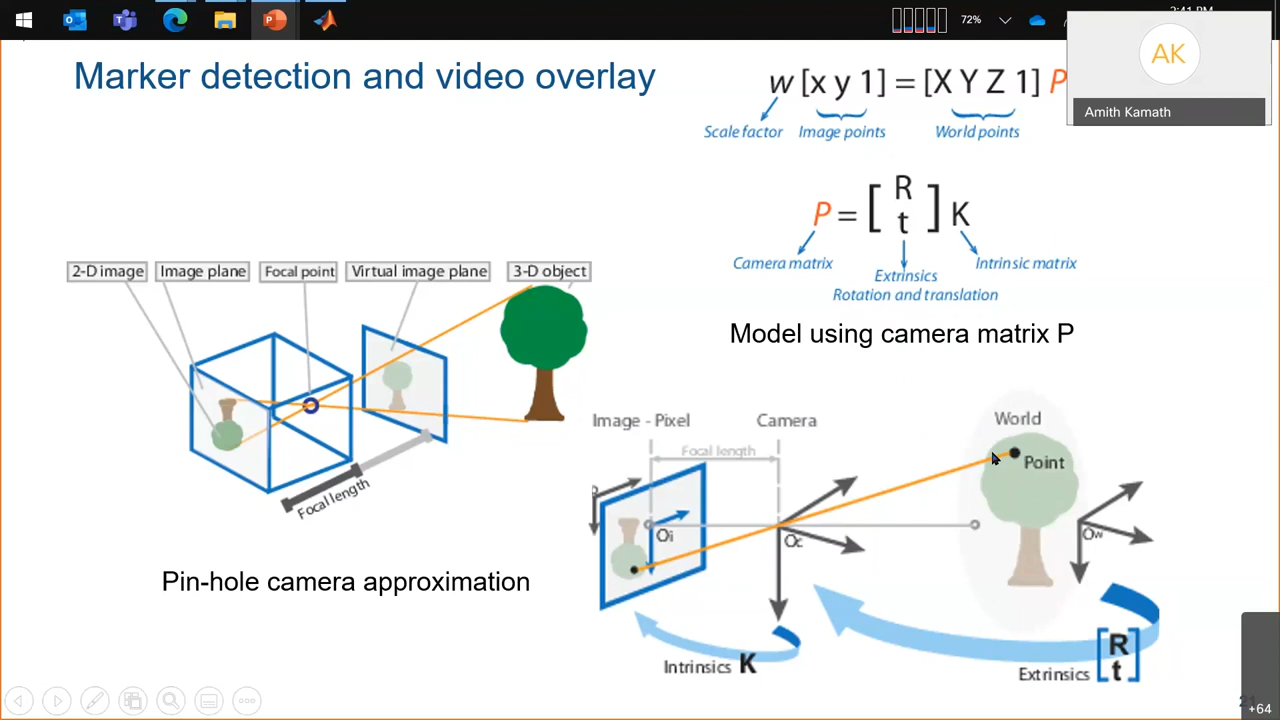 72%
AK
Amith Kamath
Marker detection and video overlay
w [x y 1] = [X Y Z 1] P
Scale factor
Image points
World points
P = [ R t ] K
Camera matrix
Extrinsics
Rotation and translation
Intrinsic matrix
Model using camera matrix P
2-D image
Image plane
Focal point
Virtual image plane
3-D object
Focal length
Pin-hole camera approximation
Image - Pixel
Camera
World
Focal length
Point
Oi
Oc
Ow
Intrinsics K
Extrinsics [ R t ]
+64